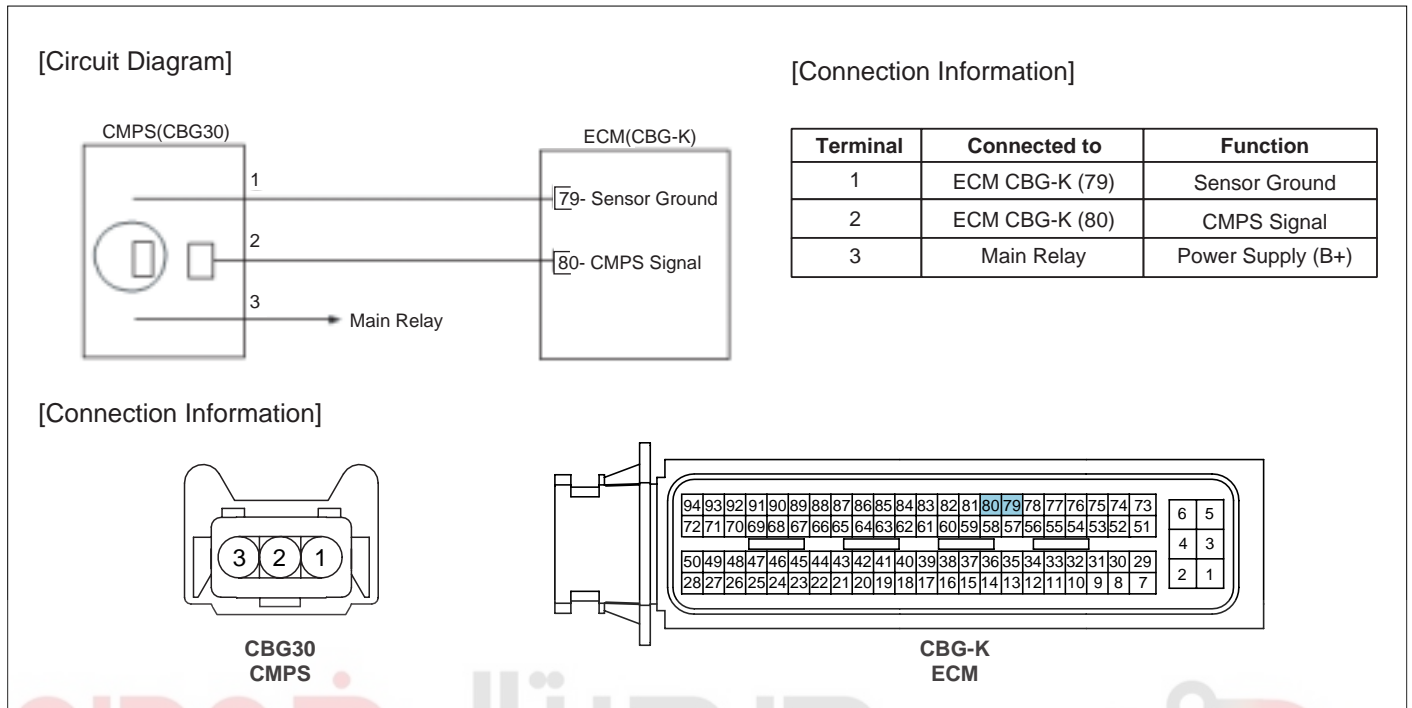 [Circuit Diagram]
CMPS(CBG30)
ECM(CBG-K)
1
79- Sensor Ground
2
80- CMPS Signal
3
Main Relay
[Connection Information]
Terminal Connected to Function
1 ECM CBG-K (79) Sensor Ground
2 ECM CBG-K (80) CMPS Signal
3 Main Relay Power Supply (B+)
[Connection Information]
3 2 1
CBG30
CMPS
94 93 92 91 90 89 88 87 86 85 84 83 82 81 80 79 78 77 76 75 74 73
72 71 70 69 68 67 66 65 64 63 62 61 60 59 58 57 56 55 54 53 52 51
50 49 48 47 46 45 44 43 42 41 40 39 38 37 36 35 34 33 32 31 30 29
28 27 26 25 24 23 22 21 20 19 18 17 16 15 14 13 12 11 10 9 8 7
6 5
4 3
2 1
CBG-K
ECM